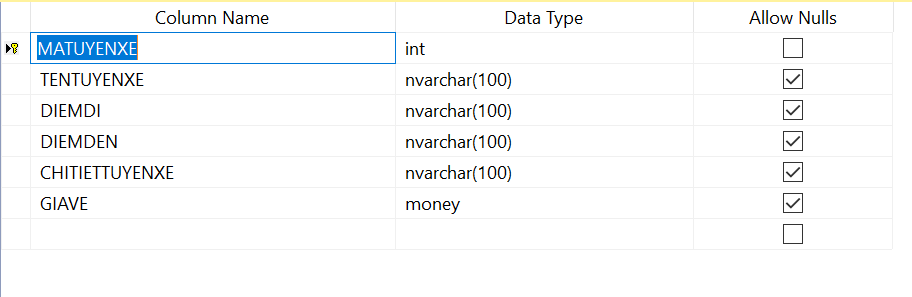 Column Name Data Type Allow Nulls
MATUYENXE int
TENTUYENXE nvarchar(100)
DIEMDI nvarchar(100)
DIEMDEN nvarchar(100)
CHITIETTUYENXE nvarchar(100)
GIAVE money